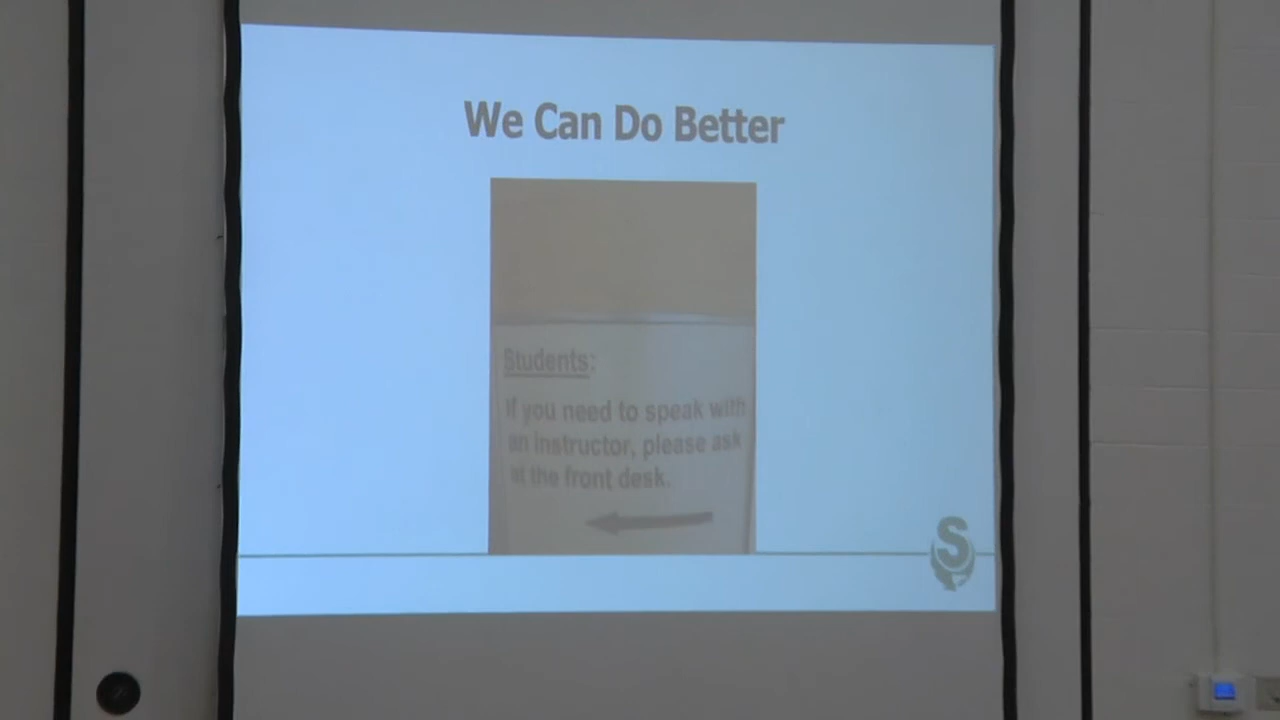 We Can Do Better
Students:
If you need to speak with
an instructor, please ask
at the front desk.
S